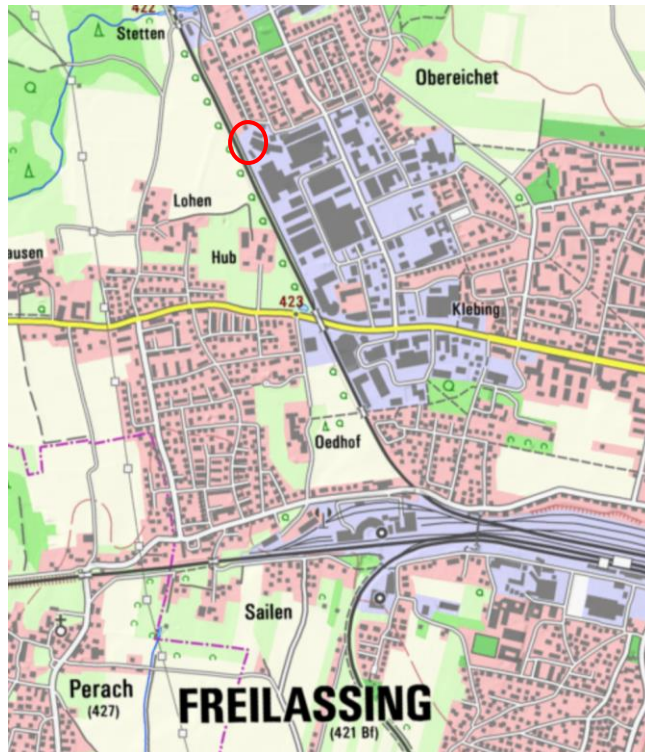 422
Stetten
Obereichet
Lohen
ausen
Hub
423
Klebing
Oedhof
Sailen
Perach
(427)
FREILASSING
(421 Bf)